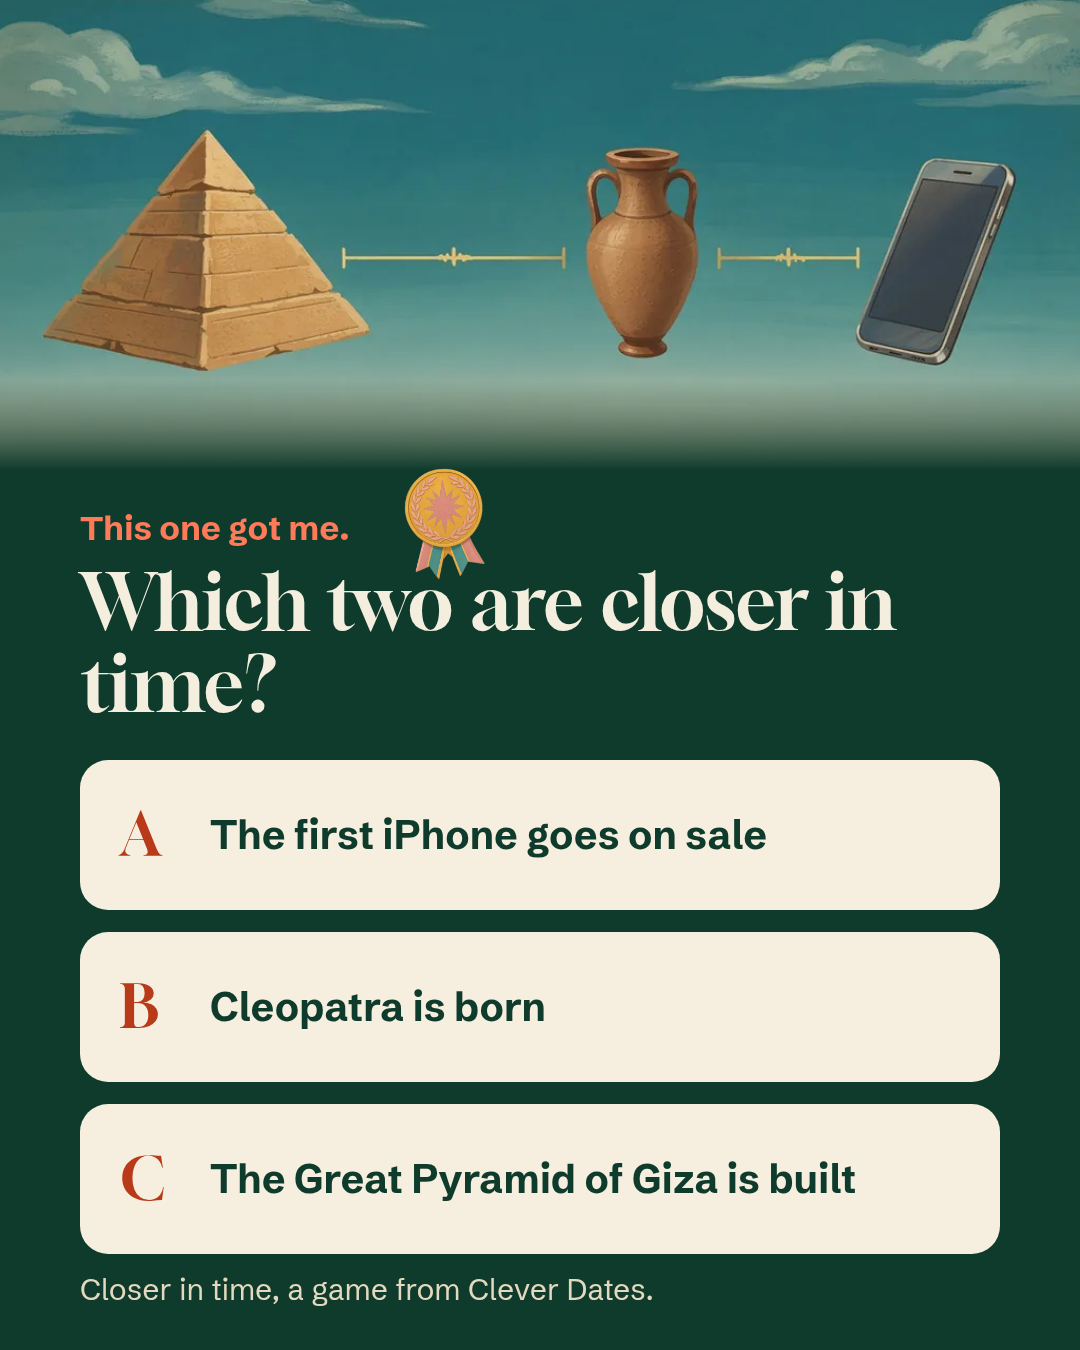 This one got me.
Which two are closer in
time?
A The first iPhone goes on sale
B Cleopatra is born
C The Great Pyramid of Giza is built
Closer in time, a game from Clever Dates.